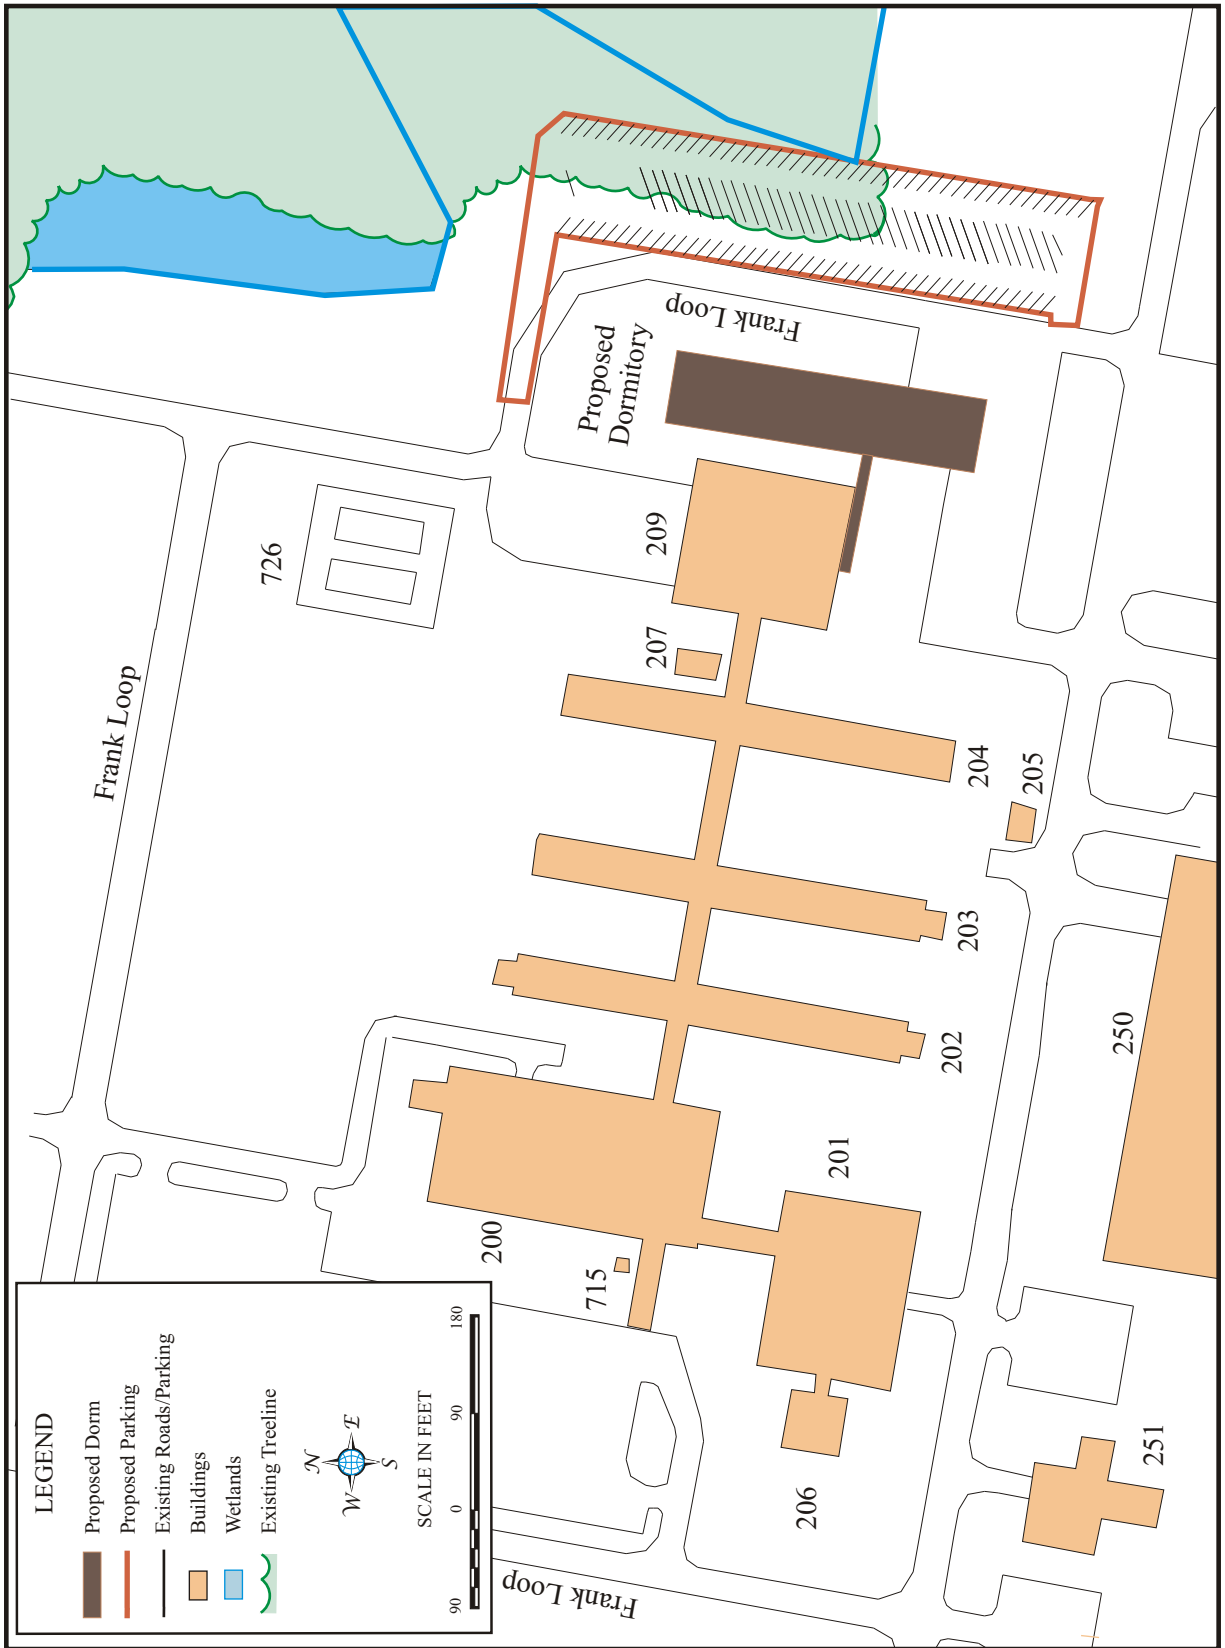 LEGEND
Proposed Dorm
Proposed Parking
Existing Roads/Parking
Buildings
Wetlands
Existing Treeline
N
W
E
S
SCALE IN FEET
90
0
90
180
Frank Loop
Frank Loop
Frank Loop
Proposed
Dormitory
726
209
207
204
205
203
202
250
201
200
715
206
251